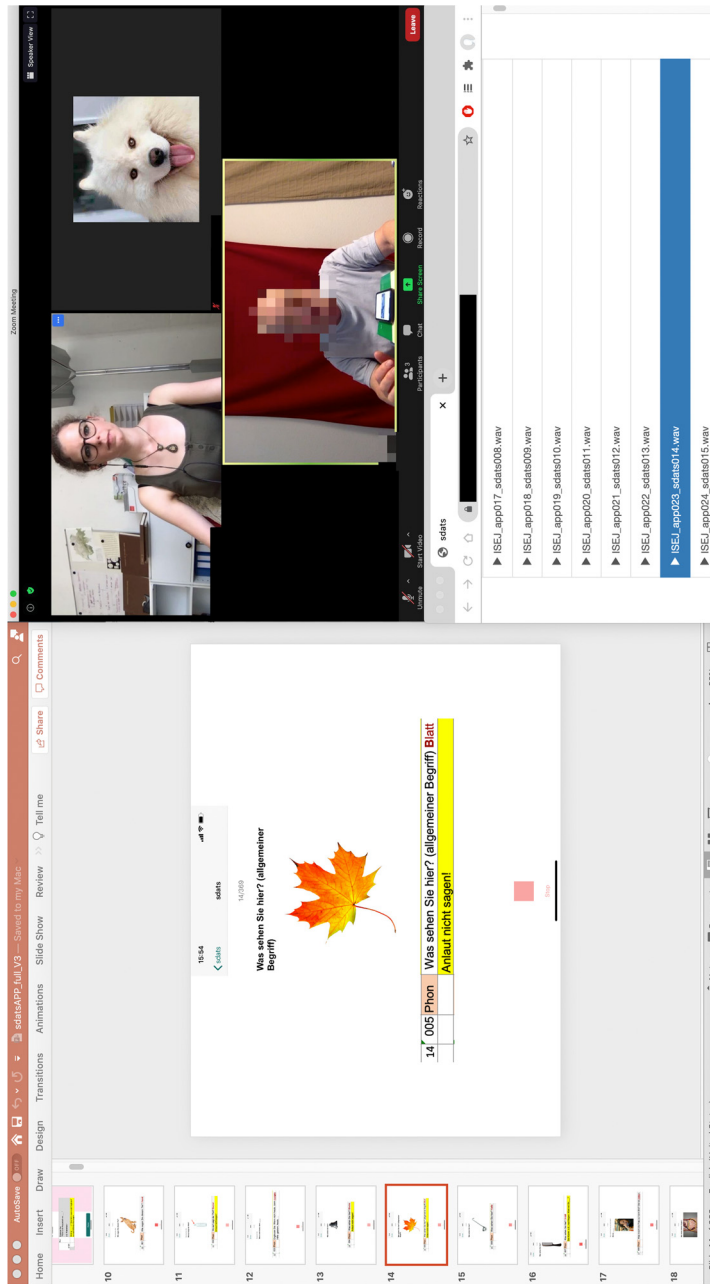 AutoSave OFF
sdatsAPP_full_V3 — Saved to my Mac
Home Insert Draw Design Transitions Animations Slide Show Review Tell me
Share
Comments
10
11
12
13
14
15
16
17
18
15:54
sdats
sdats
14/369
Was sehen Sie hier? (allgemeiner
Begriff)
14 005 Phon Was sehen Sie hier? (allgemeiner Begriff) Blatt
Anlaut nicht sagen!
Zoom Meeting
Speaker View
Unmute
Start Video
Participants
3
Chat
Share Screen
Record
Reactions
Leave
sdats
ISEJ_app017_sdats008.wav
ISEJ_app018_sdats009.wav
ISEJ_app019_sdats010.wav
ISEJ_app020_sdats011.wav
ISEJ_app021_sdats012.wav
ISEJ_app022_sdats013.wav
ISEJ_app023_sdats014.wav
ISEJ_app024_sdats015.wav